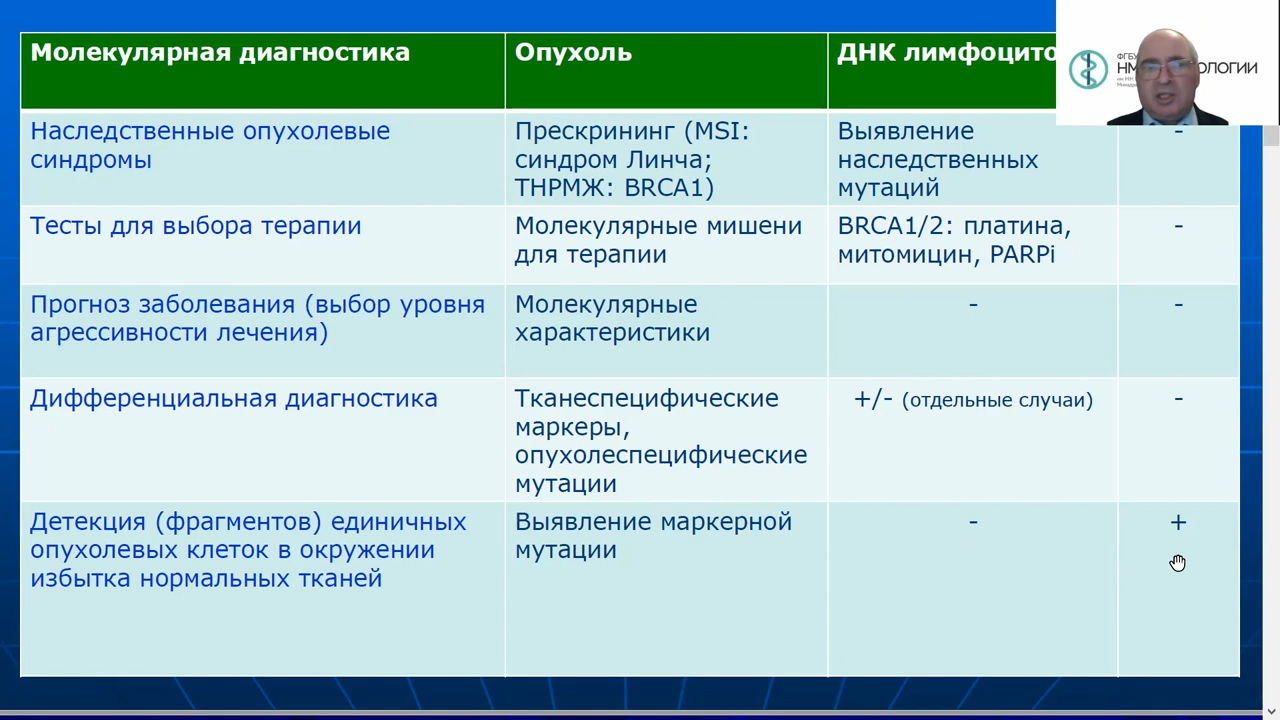 Молекулярная диагностика
Опухоль
ДНК лимфоцито
ФГБУ
НМ
ОЛОГИИ
Наследственные опухолевые
синдромы
Прескрининг (MSI:
синдром Линча;
ТНРМЖ: BRCA1)
Выявление
наследственных
мутаций
-
Тесты для выбора терапии
Молекулярные мишени
для терапии
BRCA1/2: платина,
митомицин, PARPi
-
Прогноз заболевания (выбор уровня
агрессивности лечения)
Молекулярные
характеристики
-
-
Дифференциальная диагностика
Тканеспецифические
маркеры,
опухолеспецифические
мутации
+/- (отдельные случаи)
-
Детекция (фрагментов) единичных
опухолевых клеток в окружении
избытка нормальных тканей
Выявление маркерной
мутации
-
+